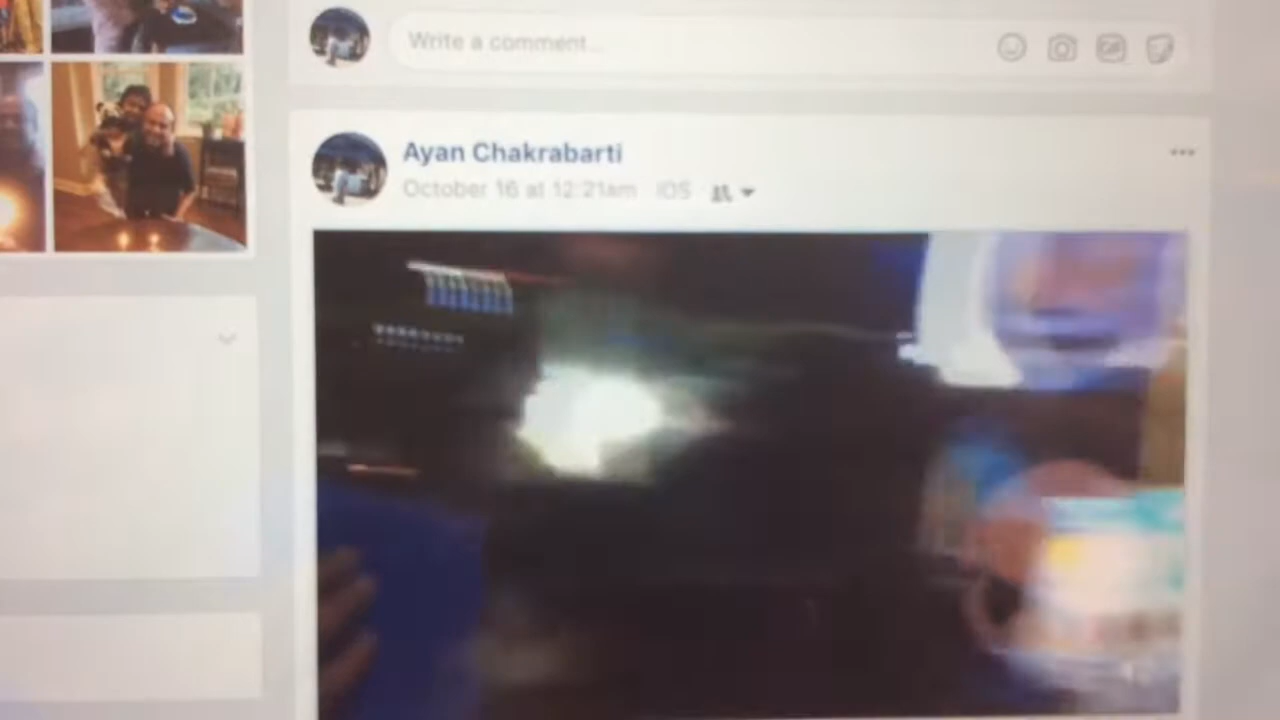 Write a comment...
Ayan Chakrabarti
October 16 at 12:21am · iOS ·